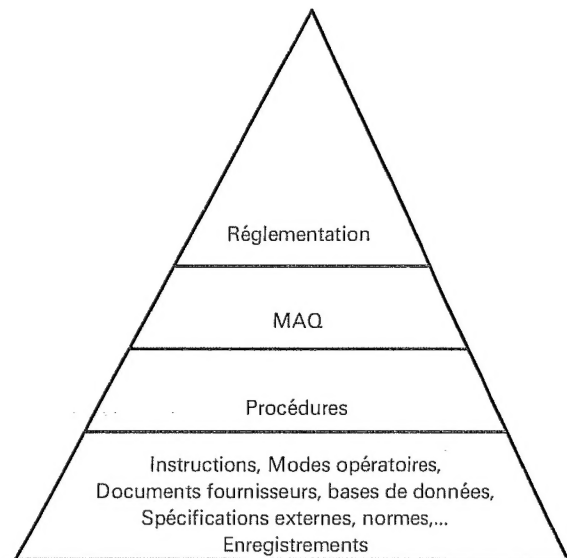 Réglementation
MAQ
Procédures
Instructions, Modes opératoires,
Documents fournisseurs, bases de données,
Spécifications externes, normes,...
Enregistrements